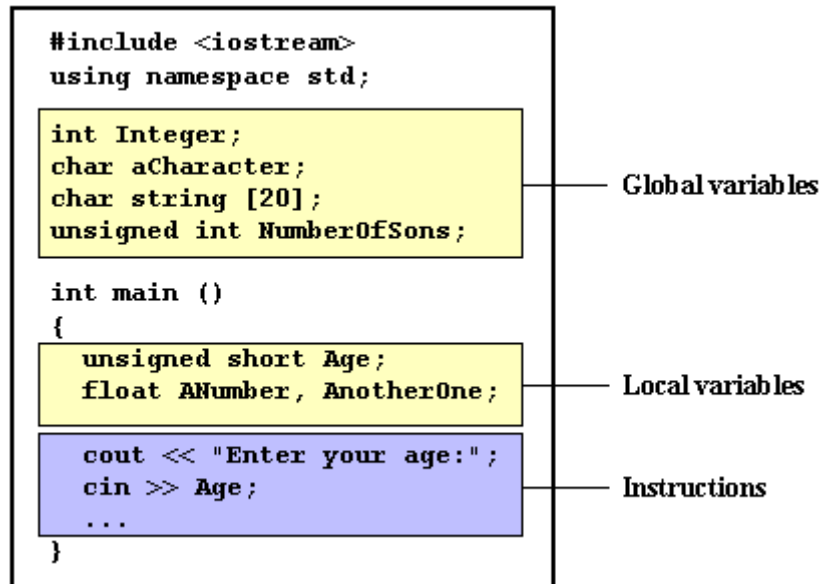 #include <iostream>
using namespace std;
int Integer;
char aCharacter;
char string [20];
unsigned int NumberOfSons;
Global variables
int main ()
{
unsigned short Age;
float ANumber, AnotherOne;
Local variables
cout << "Enter your age:";
cin >> Age;
...
Instructions
}